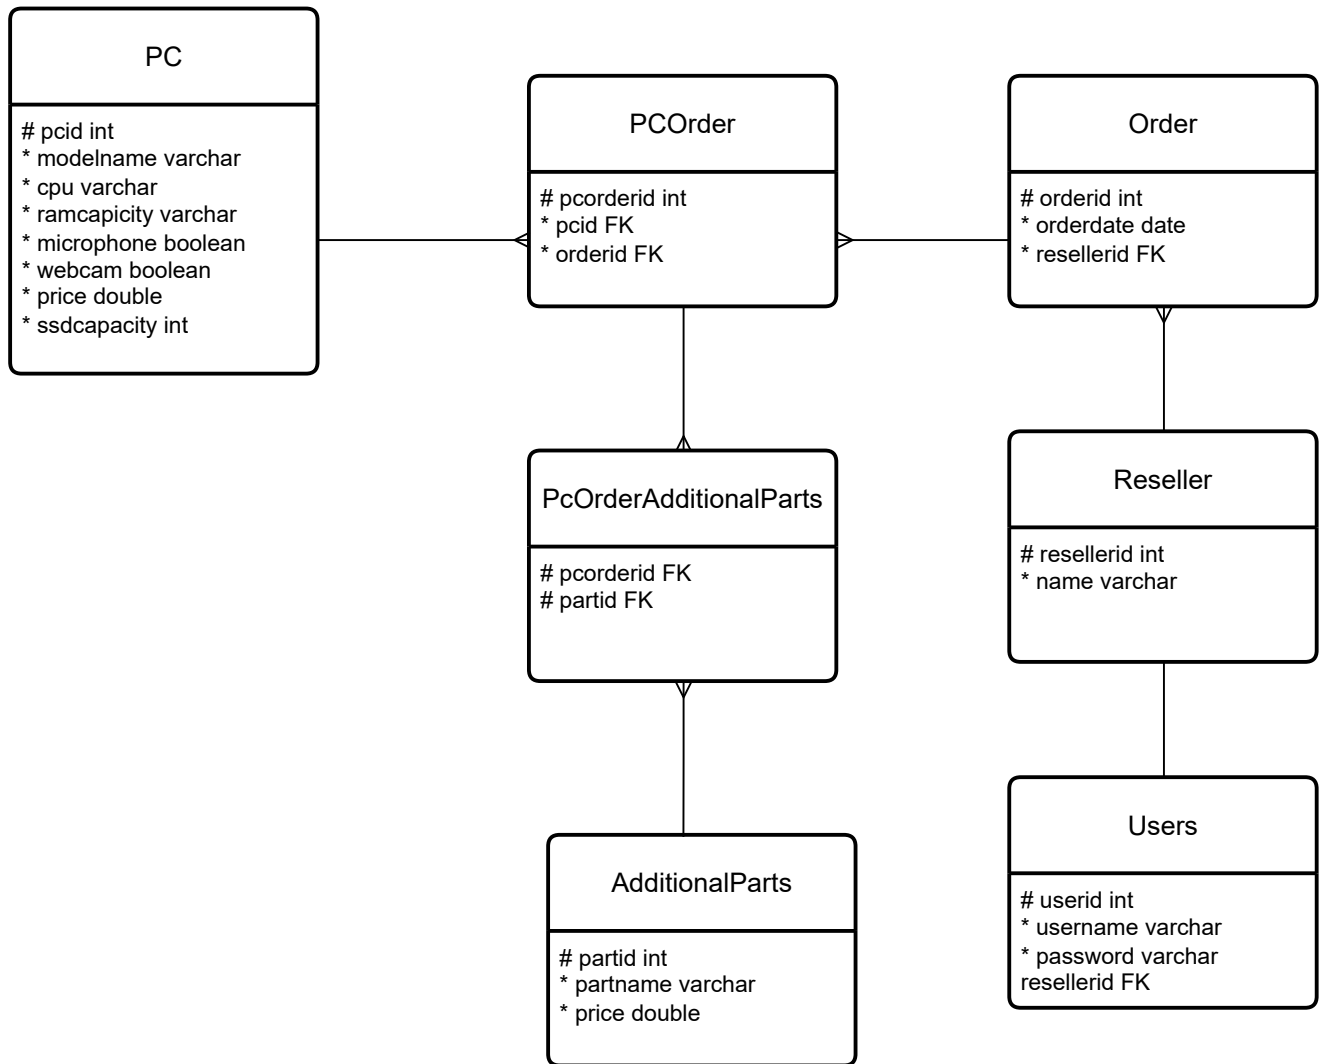 PC
# pcid int
* modelname varchar
* cpu varchar
* ramcapicity varchar
* microphone boolean
* webcam boolean
* price double
* ssdcapacity int
PCOrder
# pcorderid int
* pcid FK
* orderid FK
Order
# orderid int
* orderdate date
* resellerid FK
PcOrderAdditionalParts
# pcorderid FK
# partid FK
Reseller
# resellerid int
* name varchar
AdditionalParts
# partid int
* partname varchar
* price double
Users
# userid int
* username varchar
* password varchar
resellerid FK